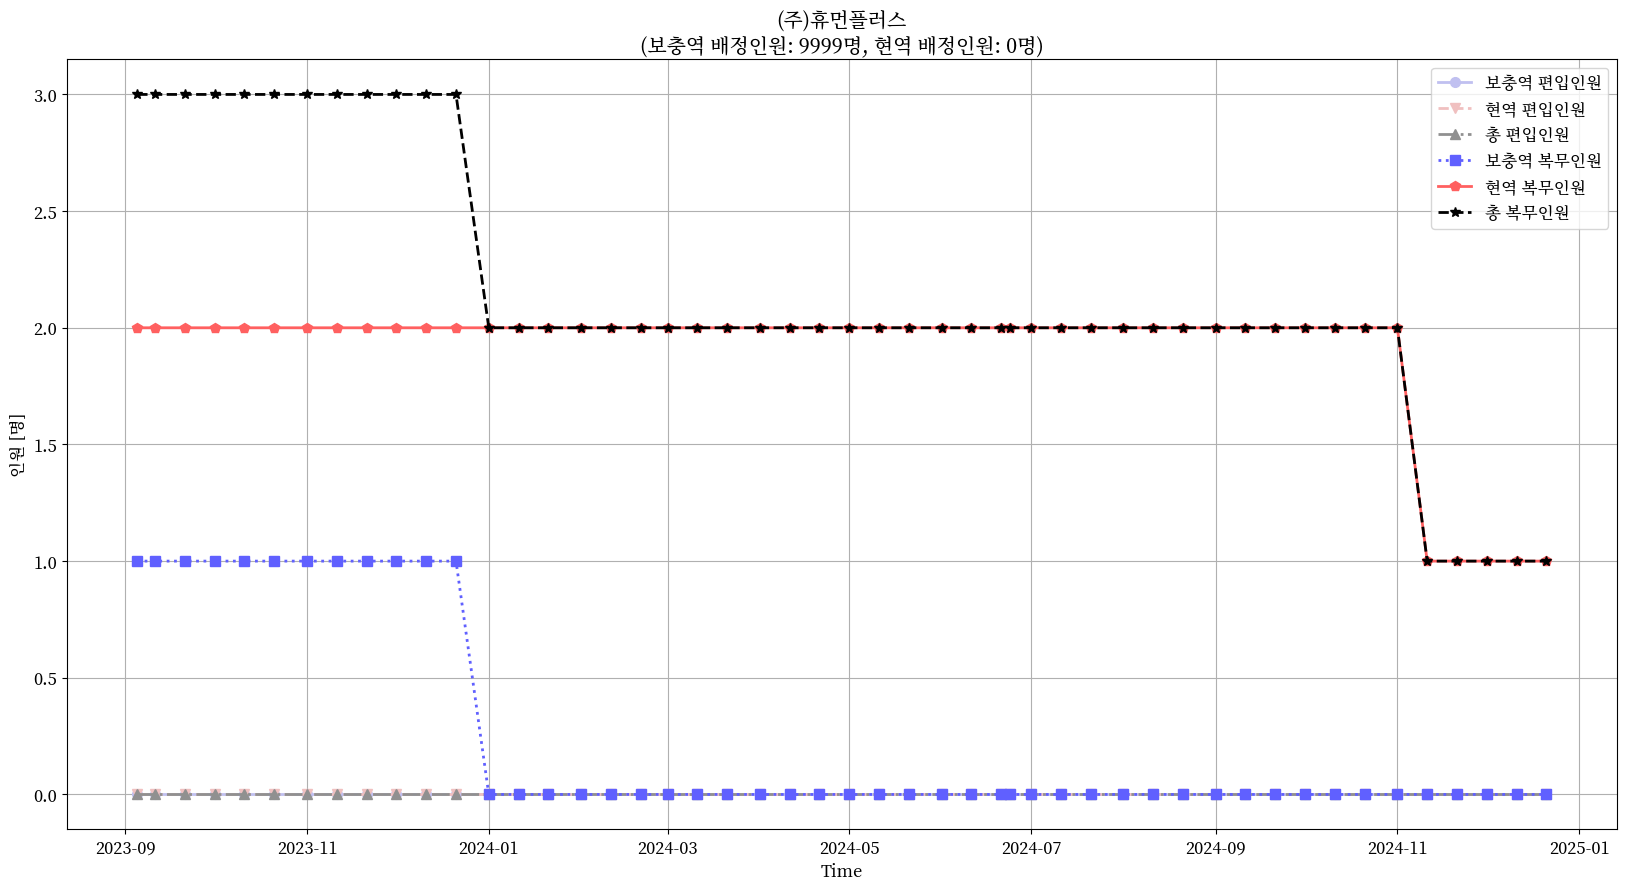 (주)휴먼플러스
(보충역 배정인원: 9999명, 현역 배정인원: 0명)
보충역 편입인원
현역 편입인원
총 편입인원
보충역 복무인원
현역 복무인원
총 복무인원
인원 [명]
3.0
2.5
2.0
1.5
1.0
0.5
0.0
2023-09 2023-11 2024-01 2024-03 2024-05 2024-07 2024-09 2024-11 2025-01
Time